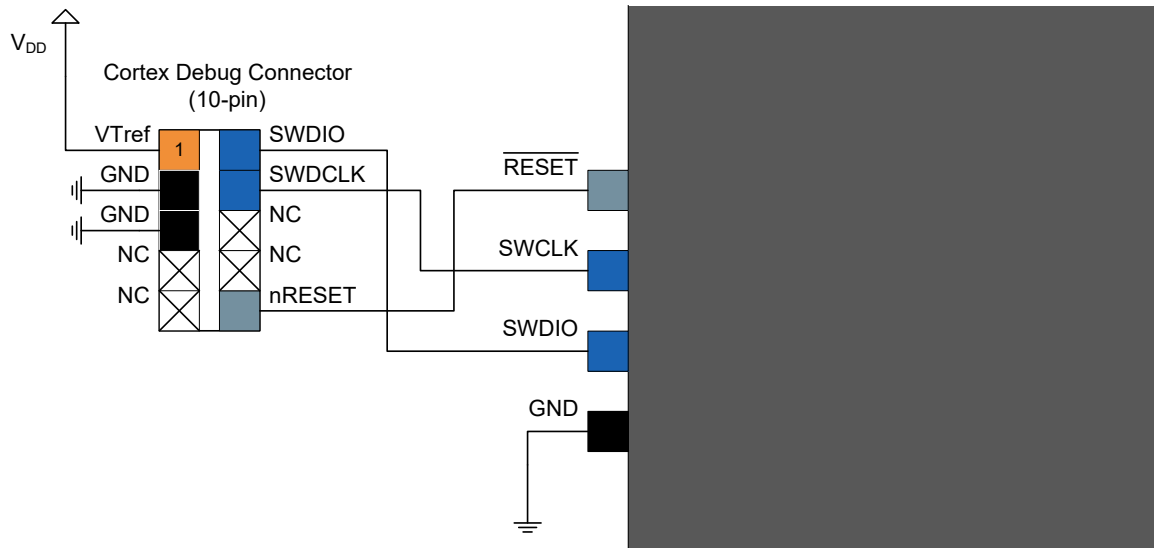 V_DD
Cortex Debug Connector
(10-pin)
VTref
1
SWDIO
GND
SWDCLK
GND
NC
NC
NC
NC
nRESET
RESET
SWCLK
SWDIO
GND